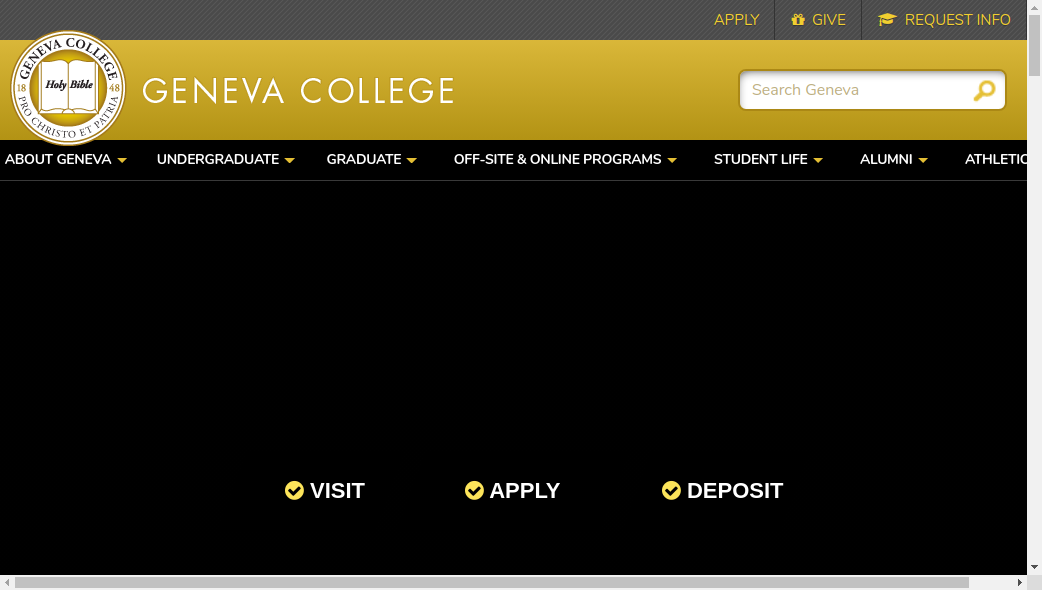 APPLY
GIVE
REQUEST INFO
GENEVA COLLEGE
18 48
Holy Bible
PRO CHRISTO ET PATRIA
GENEVA COLLEGE
Search Geneva
ABOUT GENEVA
UNDERGRADUATE
GRADUATE
OFF-SITE & ONLINE PROGRAMS
STUDENT LIFE
ALUMNI
ATHLETIC
VISIT
APPLY
DEPOSIT